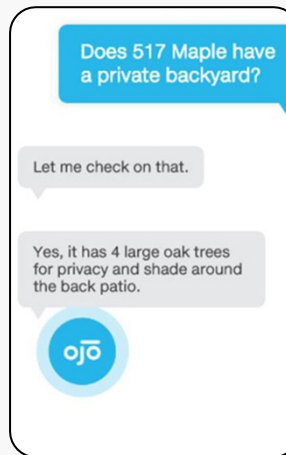 Does 517 Maple have
a private backyard?
Let me check on that.
Yes, it has 4 large oak trees
for privacy and shade around
the back patio.
ojō